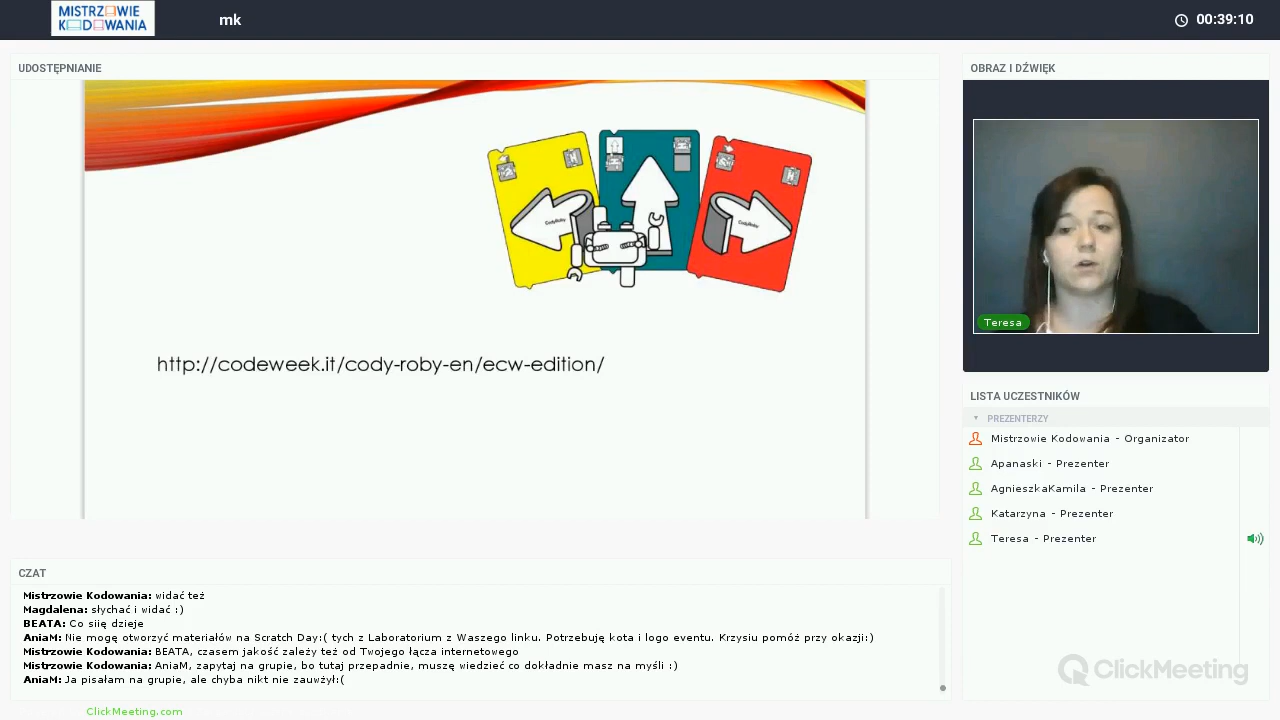 MISTRZOWIE
KODOWANIA
mk
00:39:10
UDOSTĘPNIANIE
OBRAZ I DŹWIĘK
CodyRoby
CodyRoby
http://codeweek.it/cody-roby-en/ecw-edition/
Teresa
LISTA UCZESTNIKÓW
PREZENTERZY
Mistrzowie Kodowania - Organizator
Apanaski - Prezenter
AgnieszkaKamila - Prezenter
Katarzyna - Prezenter
Teresa - Prezenter
CZAT
Mistrzowie Kodowania: widać też
Magdalena: słychać i widać :)
BEATA: Co siię dzieje
AniaM: Nie mogę otworzyć materiałów na Scratch Day:( tych z Laboratorium z Waszego linku. Potrzebuję kota i logo eventu. Krzysiu pomóż przy okazji:)
Mistrzowie Kodowania: BEATA, czasem jakość zależy też od Twojego łącza internetowego
Mistrzowie Kodowania: AniaM, zapytaj na grupie, bo tutaj przepadnie, muszę wiedzieć co dokładnie masz na myśli :)
AniaM: Ja pisałam na grupie, ale chyba nikt nie zauwżył:(
ClickMeeting
ClickMeeting.com